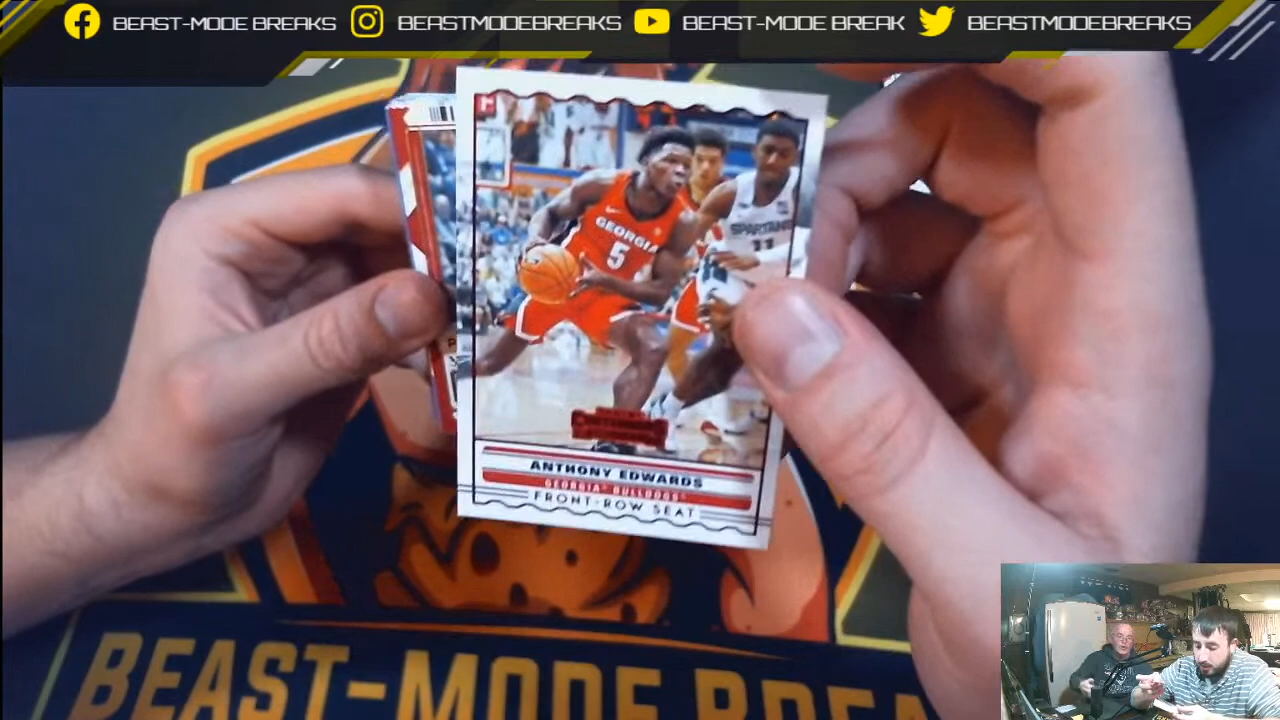 BEAST-MODE BREAKS
BEASTMODEBREAKS
BEAST-MODE BREAK
BEASTMODEBREAKS
GEORGIA
5
SPARTANS
11
ANTHONY EDWARDS
GEORGIA BULLDOGS
FRONT-ROW SEAT
BEAST-MODE BREA